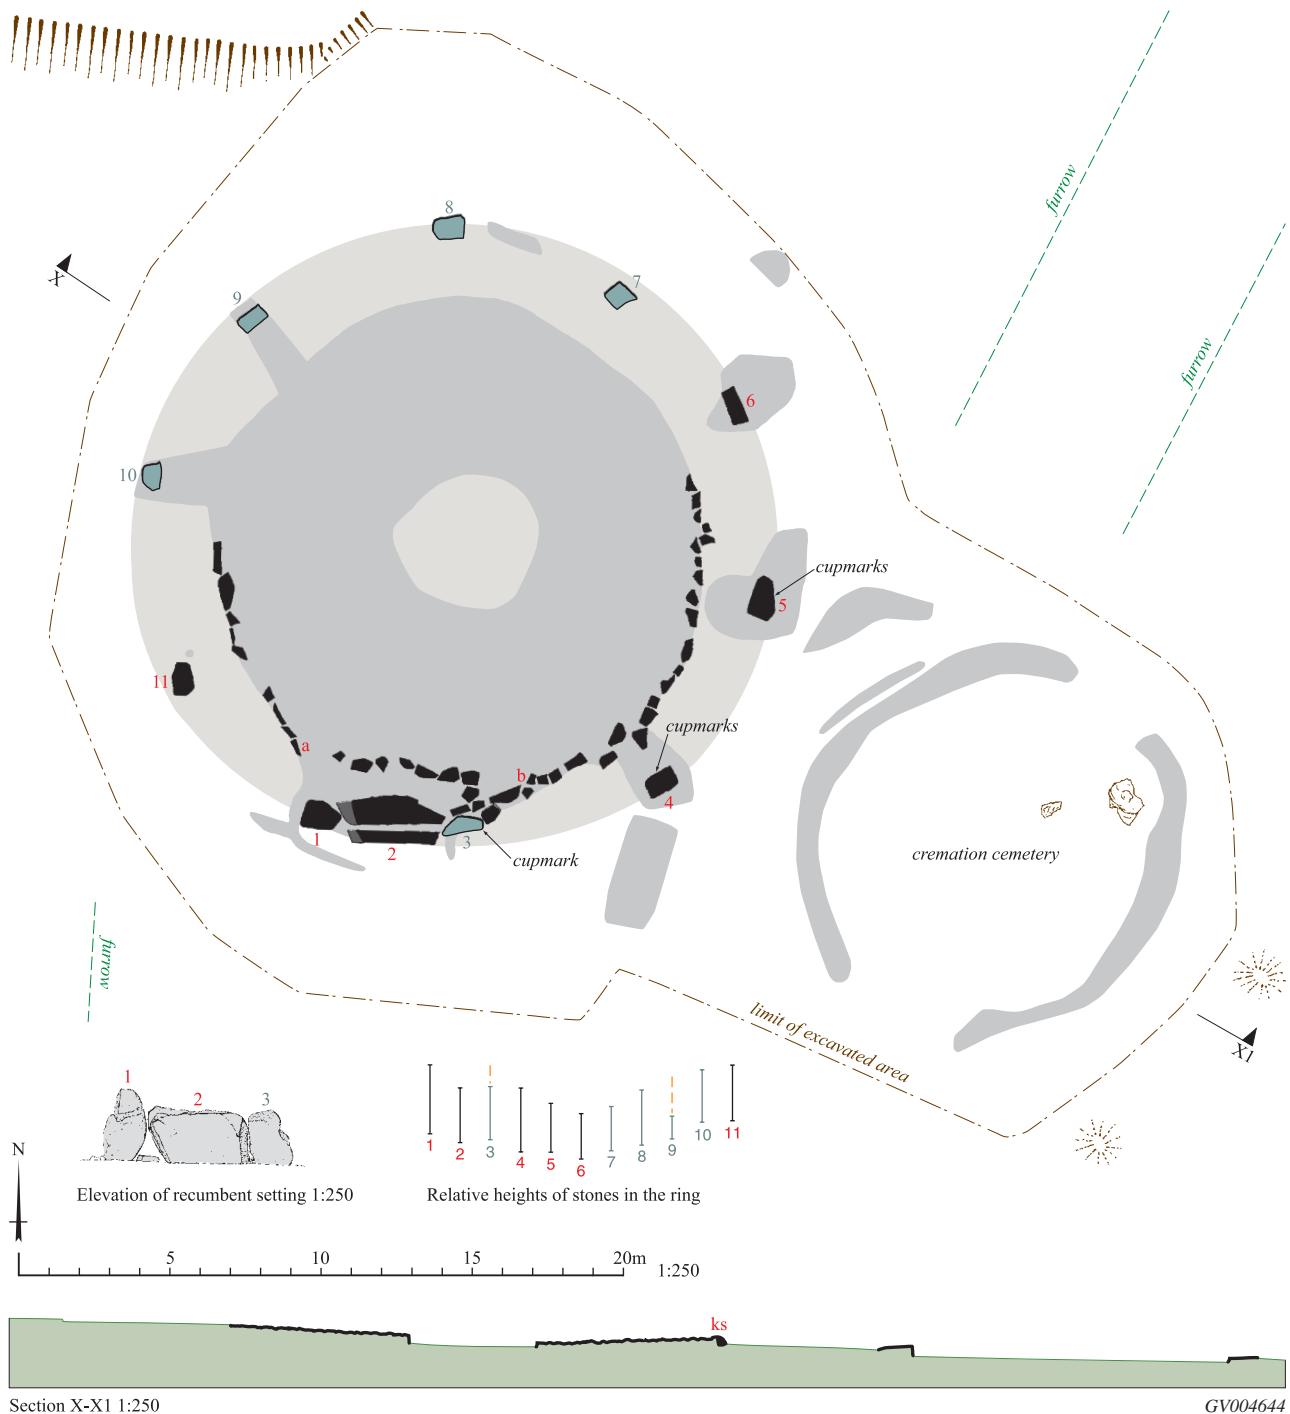 8
furrow
X
9
7
furrow
6
10
cupmarks
5
11
cupmarks
a
b
4
1
2
3
cupmark
cremation cemetery
furrow
limit of excavated area
X1
1
2
3
1
2
3
4
5
6
7
8
9
10
11
N
Elevation of recumbent setting 1:250
Relative heights of stones in the ring
5
10
15
20m
1:250
ks
Section X-X1 1:250
GV004644